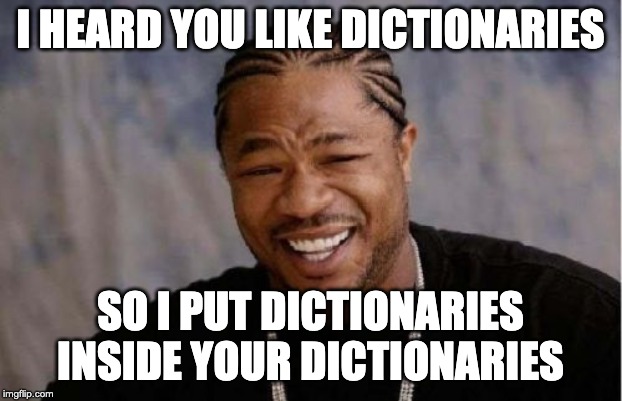 I HEARD YOU LIKE DICTIONARIES
SO I PUT DICTIONARIES
INSIDE YOUR DICTIONARIES
imgflip.com